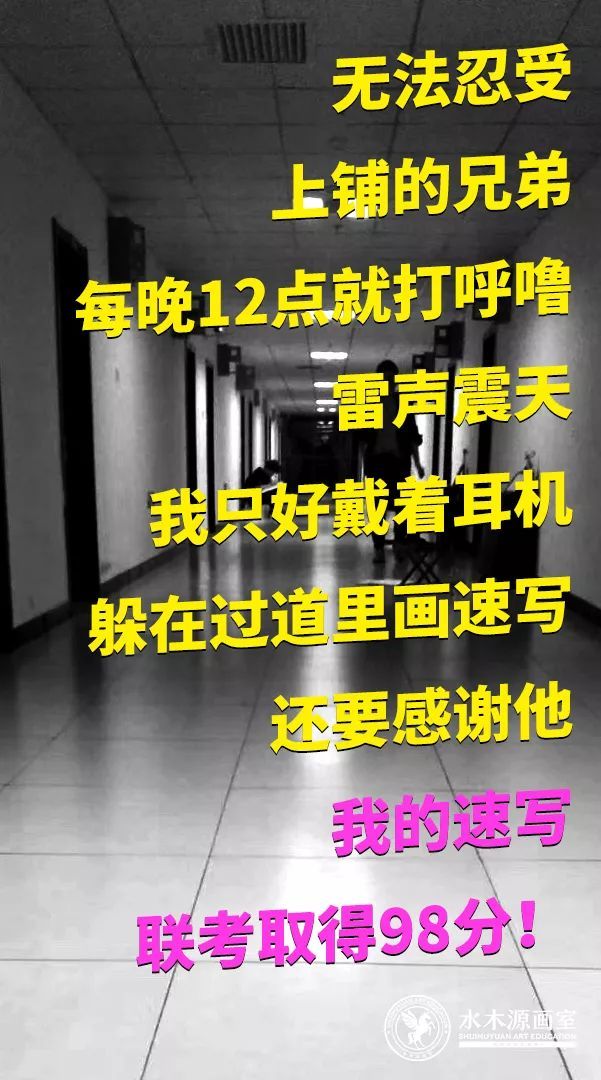 无法忍受
上铺的兄弟
每晚12点就打呼噜
雷声震天
我只好戴着耳机
躲在过道里画速写
还要感谢他
我的速写
联考取得98分！
水木源画室
SHUIMUYUAN ART EDUCATION